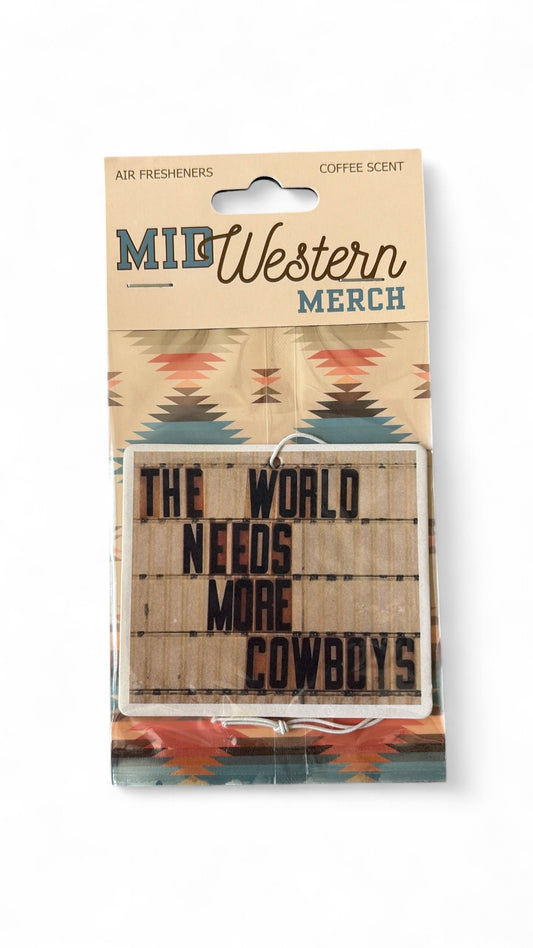 AIR FRESHENERS
COFFEE SCENT
MID Western
MERCH
THE WORLD
NEEDS
MORE
COWBOYS